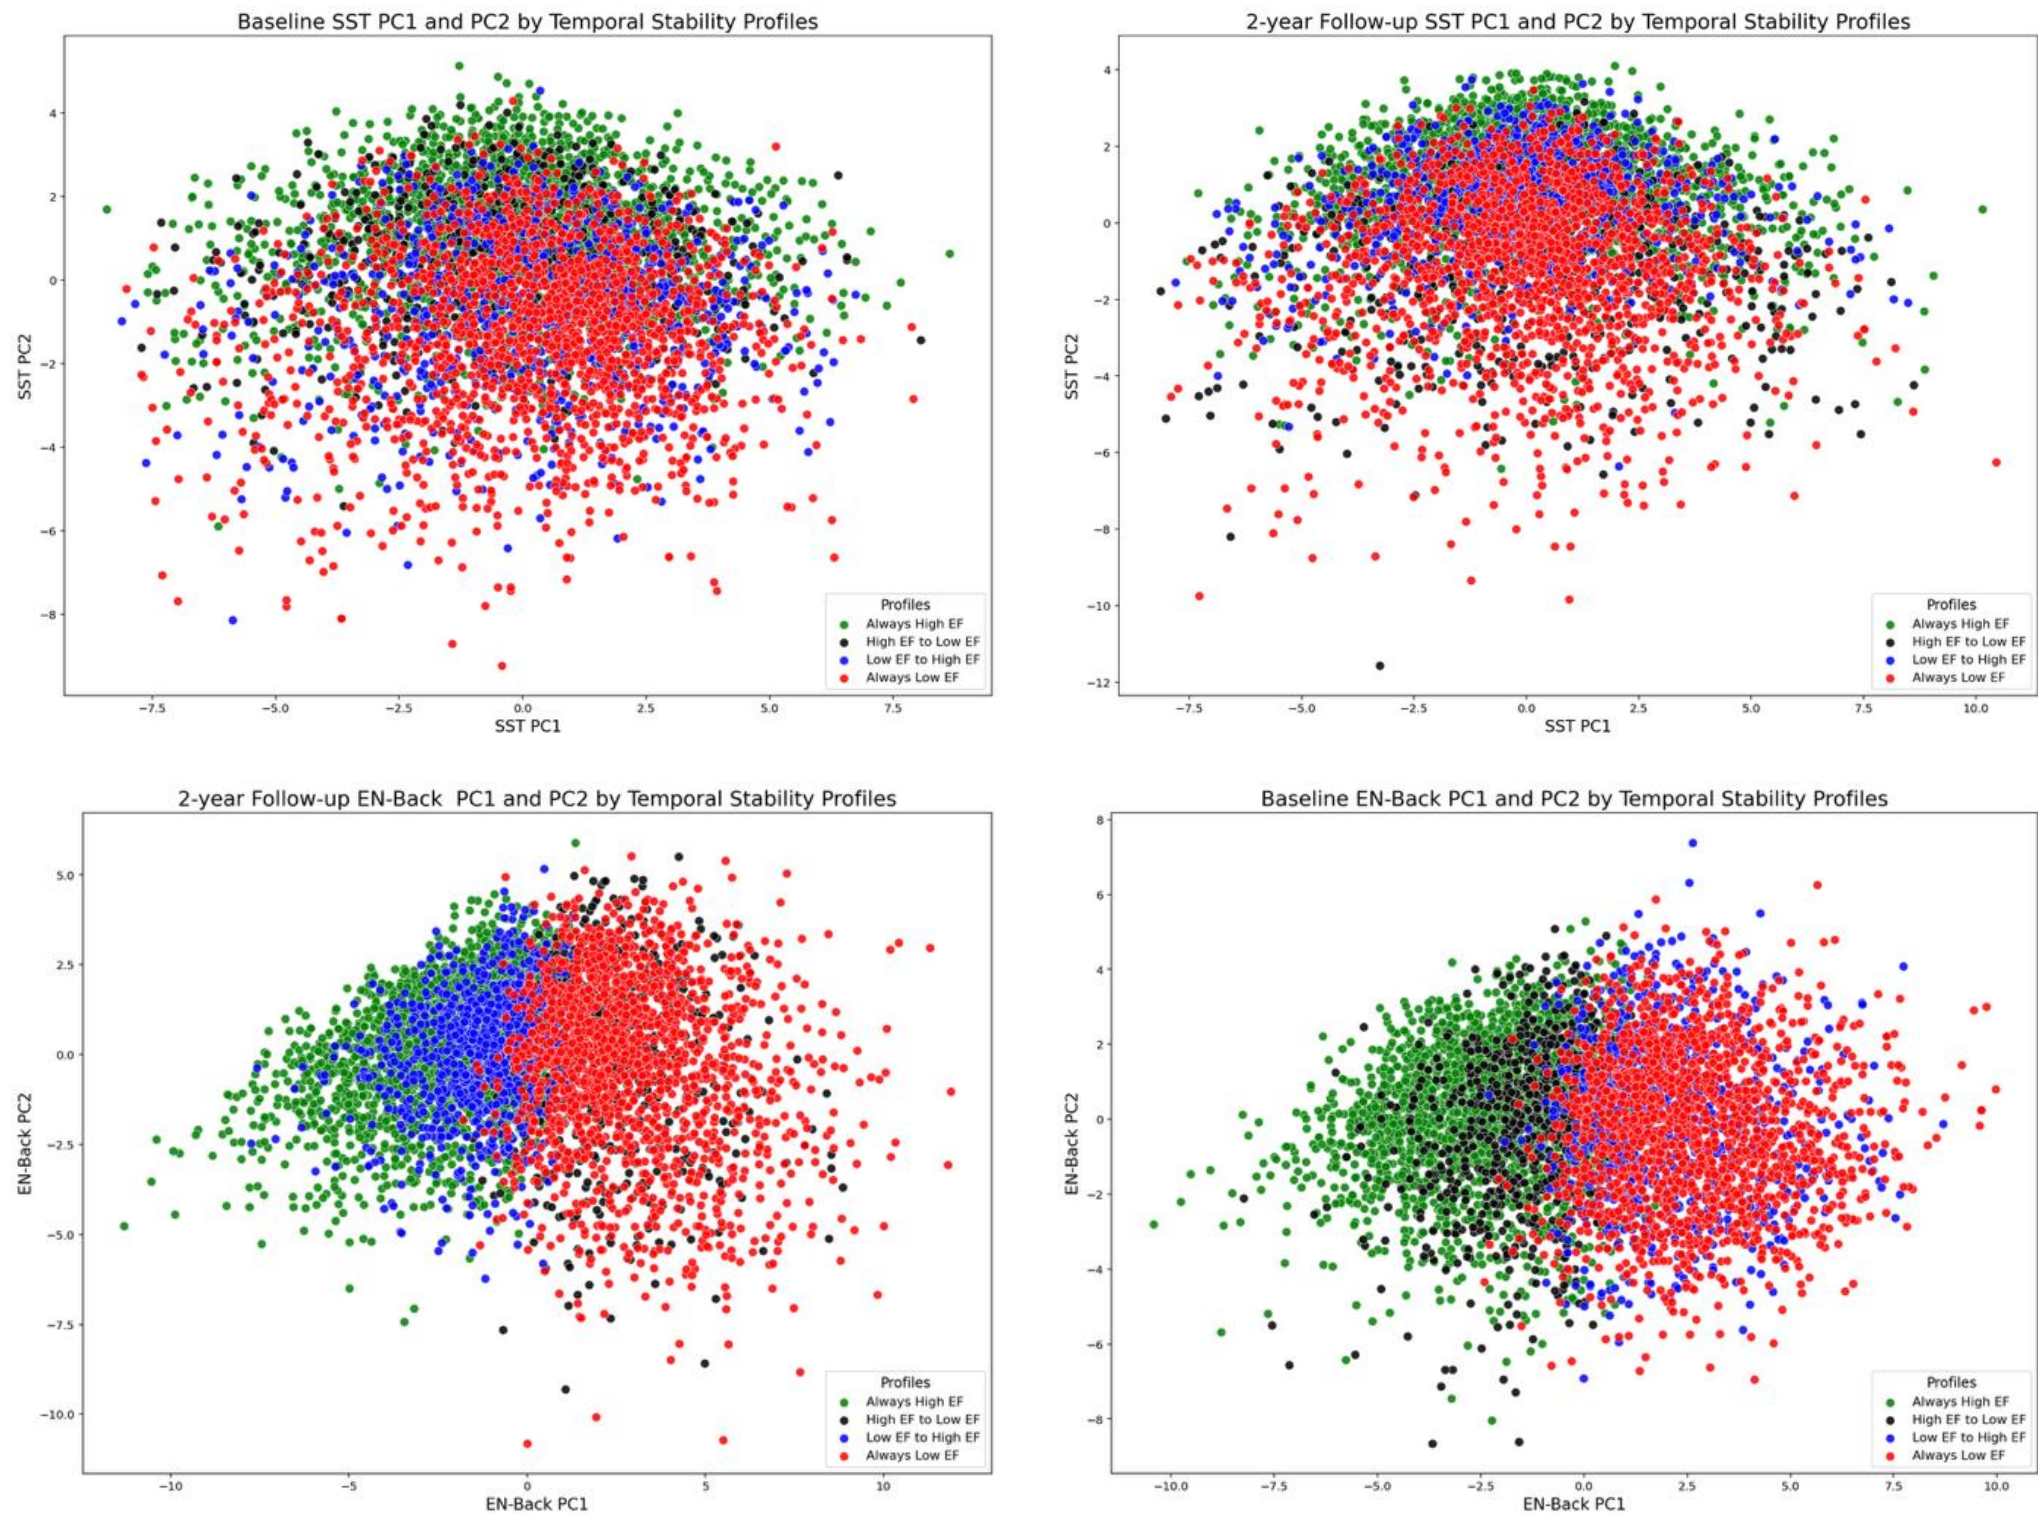 Baseline SST PC1 and PC2 by Temporal Stability Profiles
4
2
0
−2
−4
−6
−8
SST PC2
−7.5 −5.0 −2.5 0.0 2.5 5.0 7.5
SST PC1
Profiles
Always High EF
High EF to Low EF
Low EF to High EF
Always Low EF
2-year Follow-up SST PC1 and PC2 by Temporal Stability Profiles
4
2
0
−2
−4
−6
−8
−10
−12
SST PC2
−7.5 −5.0 −2.5 0.0 2.5 5.0 7.5 10.0
SST PC1
Profiles
Always High EF
High EF to Low EF
Low EF to High EF
Always Low EF
2-year Follow-up EN-Back PC1 and PC2 by Temporal Stability Profiles
5.0
2.5
0.0
−2.5
−5.0
−7.5
−10.0
EN-Back PC2
−10 −5 0 5 10
EN-Back PC1
Profiles
Always High EF
High EF to Low EF
Low EF to High EF
Always Low EF
Baseline EN-Back PC1 and PC2 by Temporal Stability Profiles
8
6
4
2
0
−2
−4
−6
−8
EN-Back PC2
−10.0 −7.5 −5.0 −2.5 0.0 2.5 5.0 7.5 10.0
EN-Back PC1
Profiles
Always High EF
High EF to Low EF
Low EF to High EF
Always Low EF